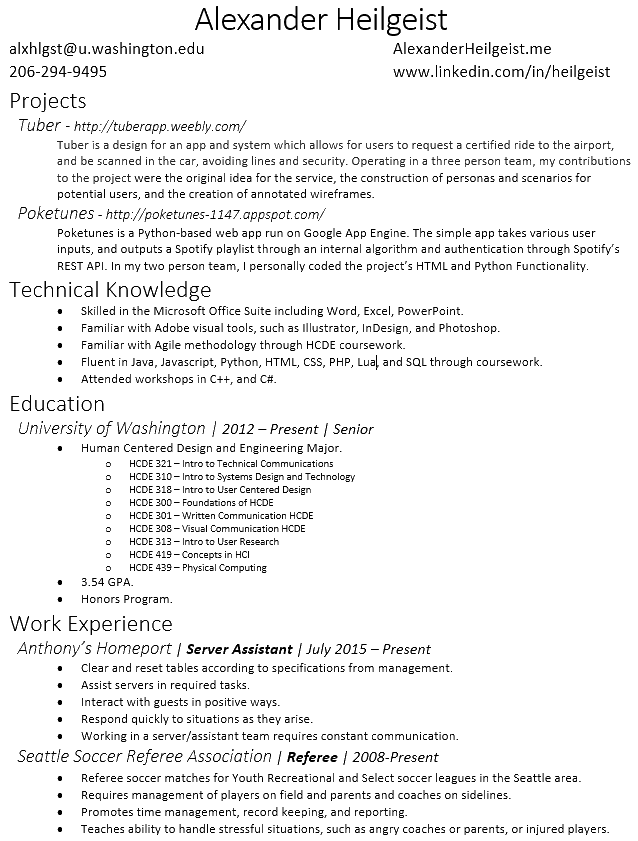 Alexander Heilgeist
alxhlgst@u.washington.edu AlexanderHeilgeist.me
206-294-9495 www.linkedin.com/in/heilgeist
Projects
Tuber - http://tuberapp.weebly.com/
Tuber is a design for an app and system which allows for users to request a certified ride to the airport,
and be scanned in the car, avoiding lines and security. Operating in a three person team, my contributions
to the project were the original idea for the service, the construction of personas and scenarios for
potential users, and the creation of annotated wireframes.
Poketunes - http://poketunes-1147.appspot.com/
Poketunes is a Python-based web app run on Google App Engine. The simple app takes various user
inputs, and outputs a Spotify playlist through an internal algorithm and authentication through Spotify's
REST API. In my two person team, I personally coded the project's HTML and Python Functionality.
Technical Knowledge
• Skilled in the Microsoft Office Suite including Word, Excel, PowerPoint.
• Familiar with Adobe visual tools, such as Illustrator, InDesign, and Photoshop.
• Familiar with Agile methodology through HCDE coursework.
• Fluent in Java, Javascript, Python, HTML, CSS, PHP, Lua, and SQL through coursework.
• Attended workshops in C++, and C#.
Education
University of Washington | 2012 – Present | Senior
• Human Centered Design and Engineering Major.
o HCDE 321 – Intro to Technical Communications
o HCDE 310 – Intro to Systems Design and Technology
o HCDE 318 – Intro to User Centered Design
o HCDE 300 – Foundations of HCDE
o HCDE 301 – Written Communication HCDE
o HCDE 308 – Visual Communication HCDE
o HCDE 313 – Intro to User Research
o HCDE 419 – Concepts in HCI
o HCDE 439 – Physical Computing
• 3.54 GPA.
• Honors Program.
Work Experience
Anthony's Homeport | Server Assistant | July 2015 – Present
• Clear and reset tables according to specifications from management.
• Assist servers in required tasks.
• Interact with guests in positive ways.
• Respond quickly to situations as they arise.
• Working in a server/assistant team requires constant communication.
Seattle Soccer Referee Association | Referee | 2008-Present
• Referee soccer matches for Youth Recreational and Select soccer leagues in the Seattle area.
• Requires management of players on field and parents and coaches on sidelines.
• Promotes time management, record keeping, and reporting.
• Teaches ability to handle stressful situations, such as angry coaches or parents, or injured players.